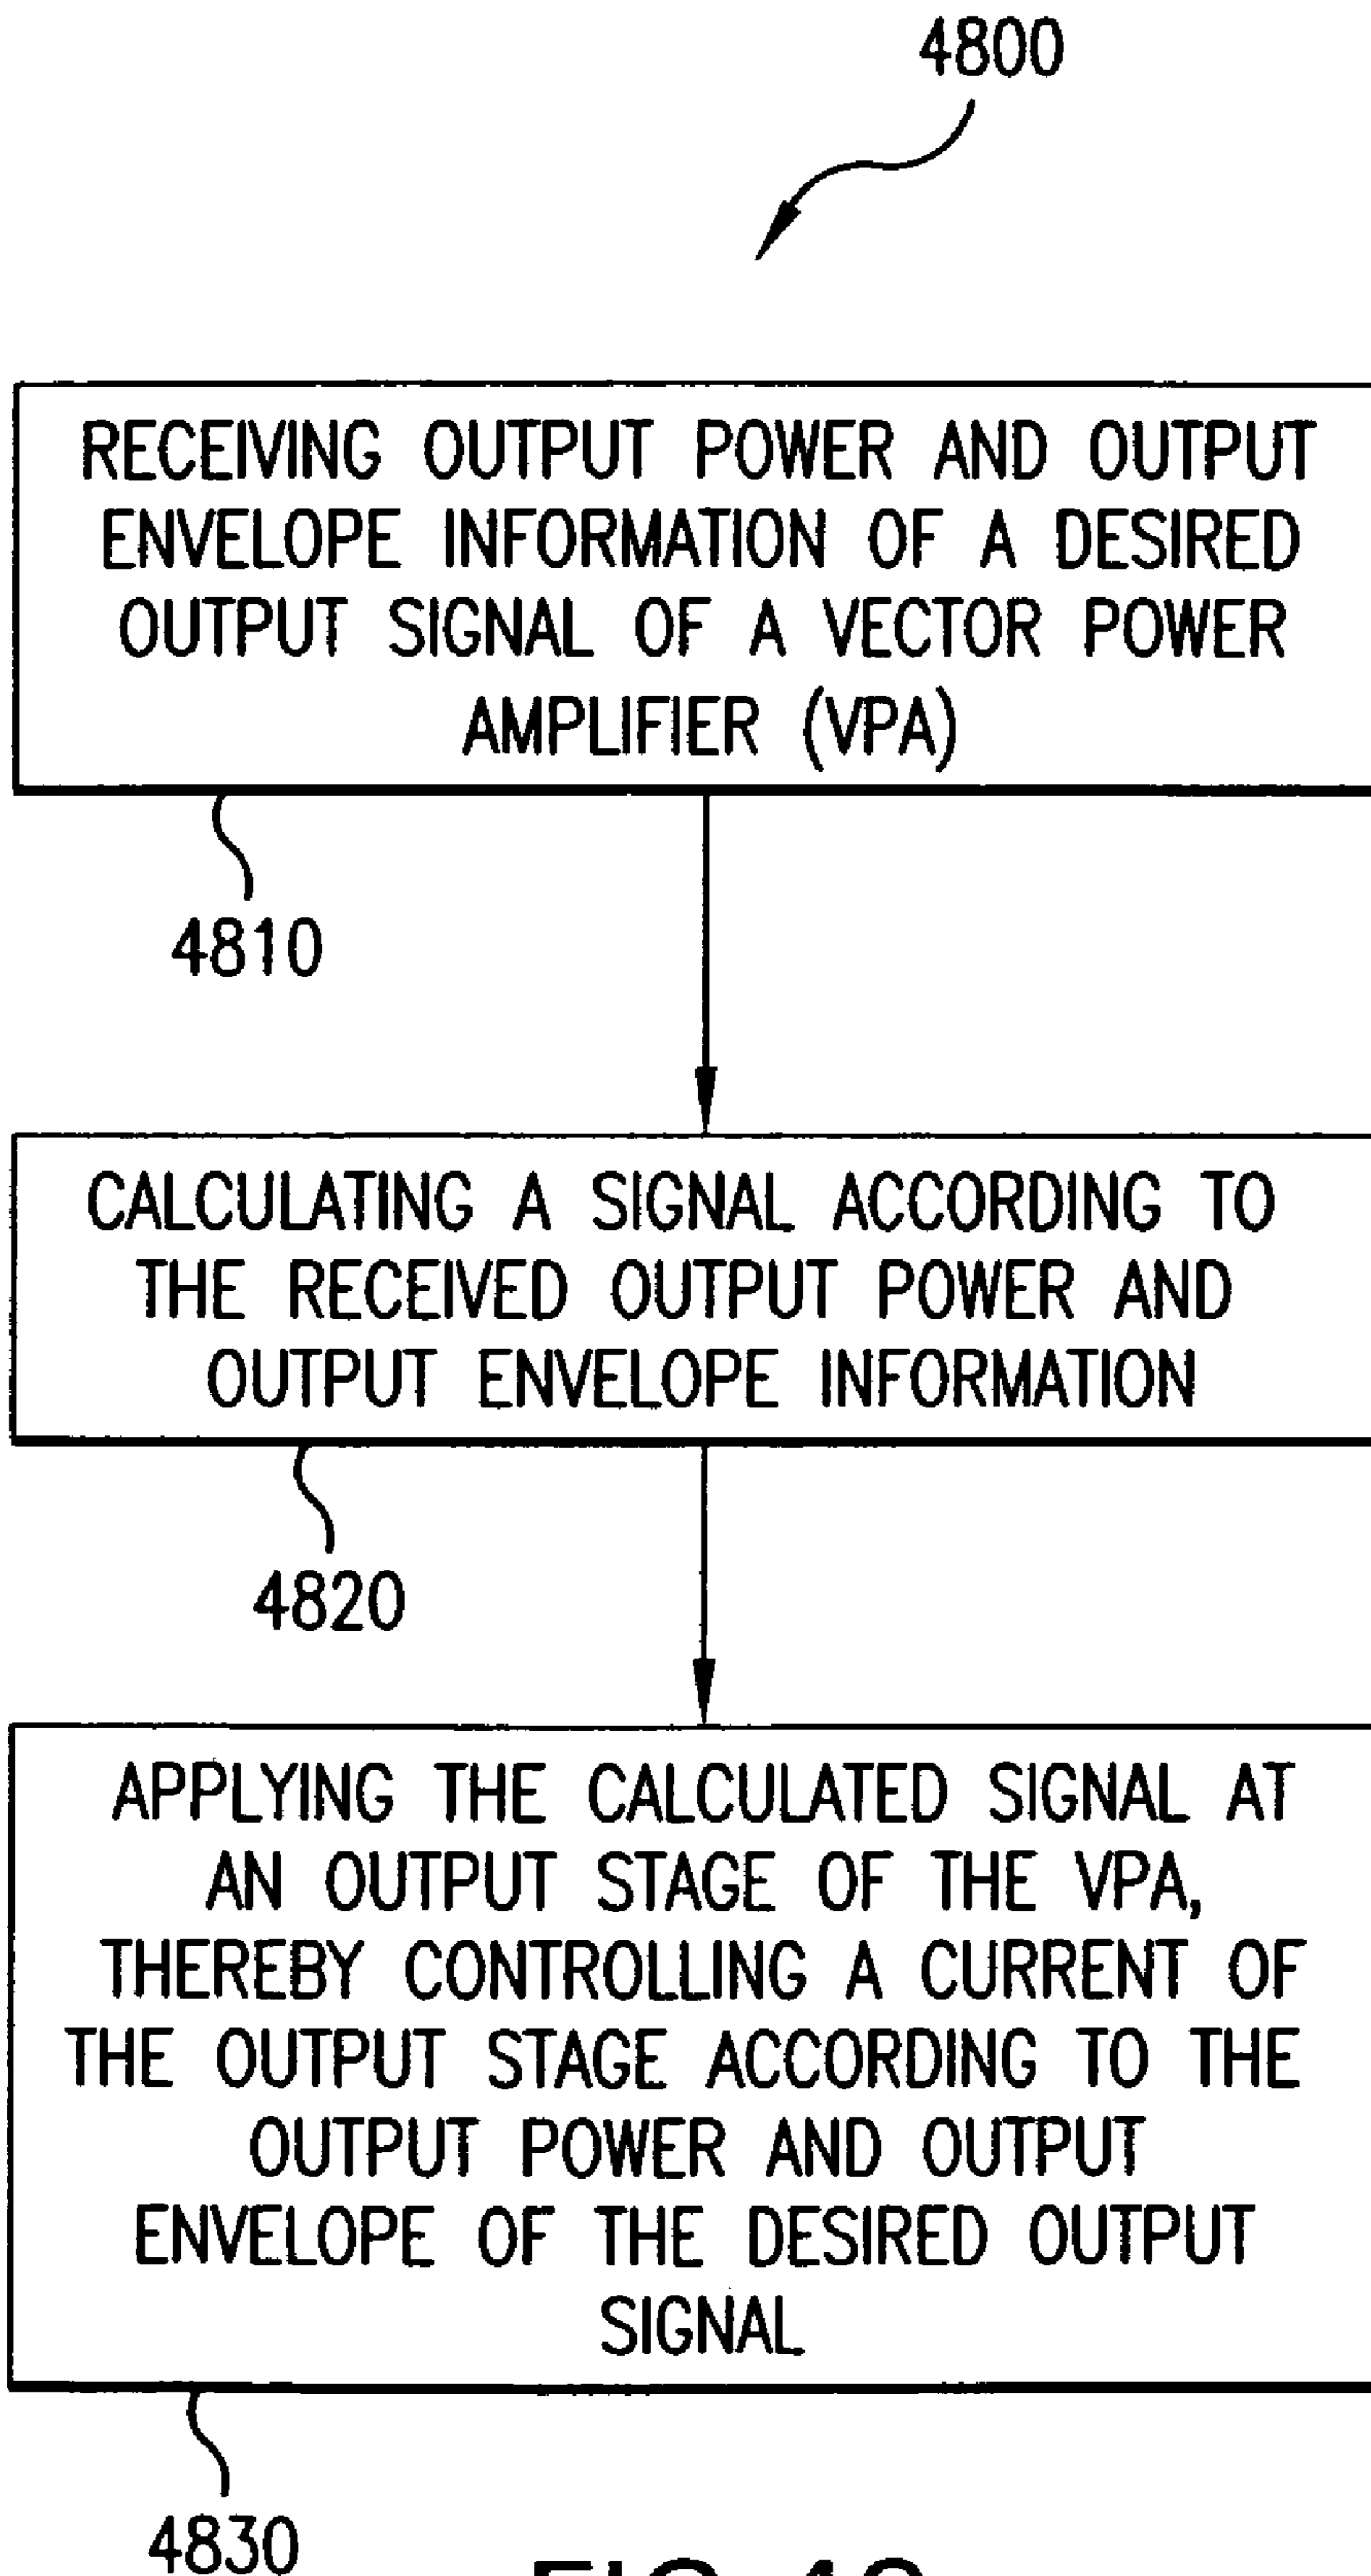 4800
RECEIVING OUTPUT POWER AND OUTPUT
ENVELOPE INFORMATION OF A DESIRED
OUTPUT SIGNAL OF A VECTOR POWER
AMPLIFIER (VPA)
4810
CALCULATING A SIGNAL ACCORDING TO
THE RECEIVED OUTPUT POWER AND
OUTPUT ENVELOPE INFORMATION
4820
APPLYING THE CALCULATED SIGNAL AT
AN OUTPUT STAGE OF THE VPA,
THEREBY CONTROLLING A CURRENT OF
THE OUTPUT STAGE ACCORDING TO THE
OUTPUT POWER AND OUTPUT
ENVELOPE OF THE DESIRED OUTPUT
SIGNAL
4830